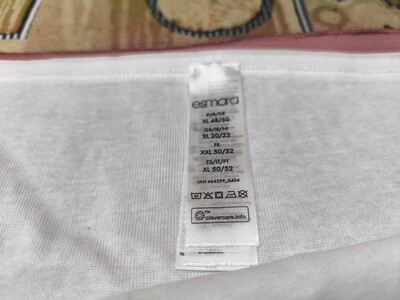 esmara
EUR/DE
XL 48/50
GB/IE/NI
XL 20/22
FR
XXL 50/52
ES/IT/PT
XL 50/52
clevercare.info